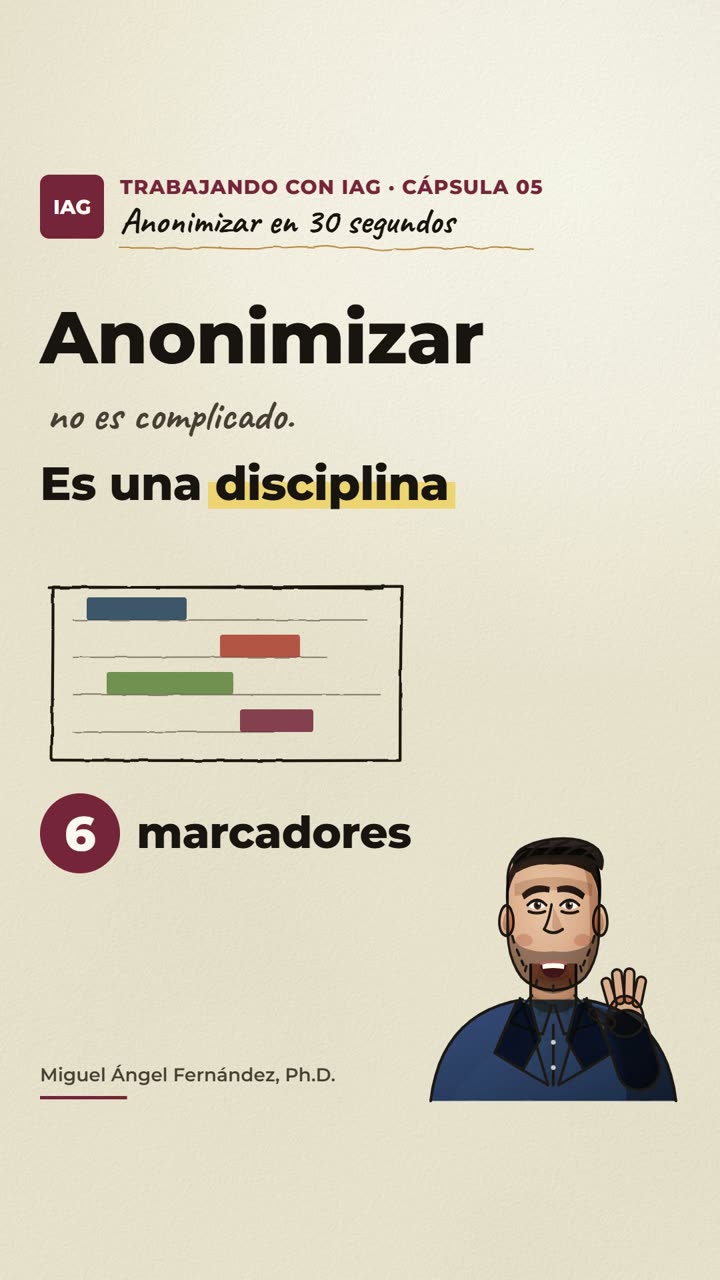 IAG
TRABAJANDO CON IAG · CÁPSULA 05
Anonimizar en 30 segundos
Anonimizar
no es complicado.
Es una disciplina
6 marcadores
Miguel Ángel Fernández, Ph.D.